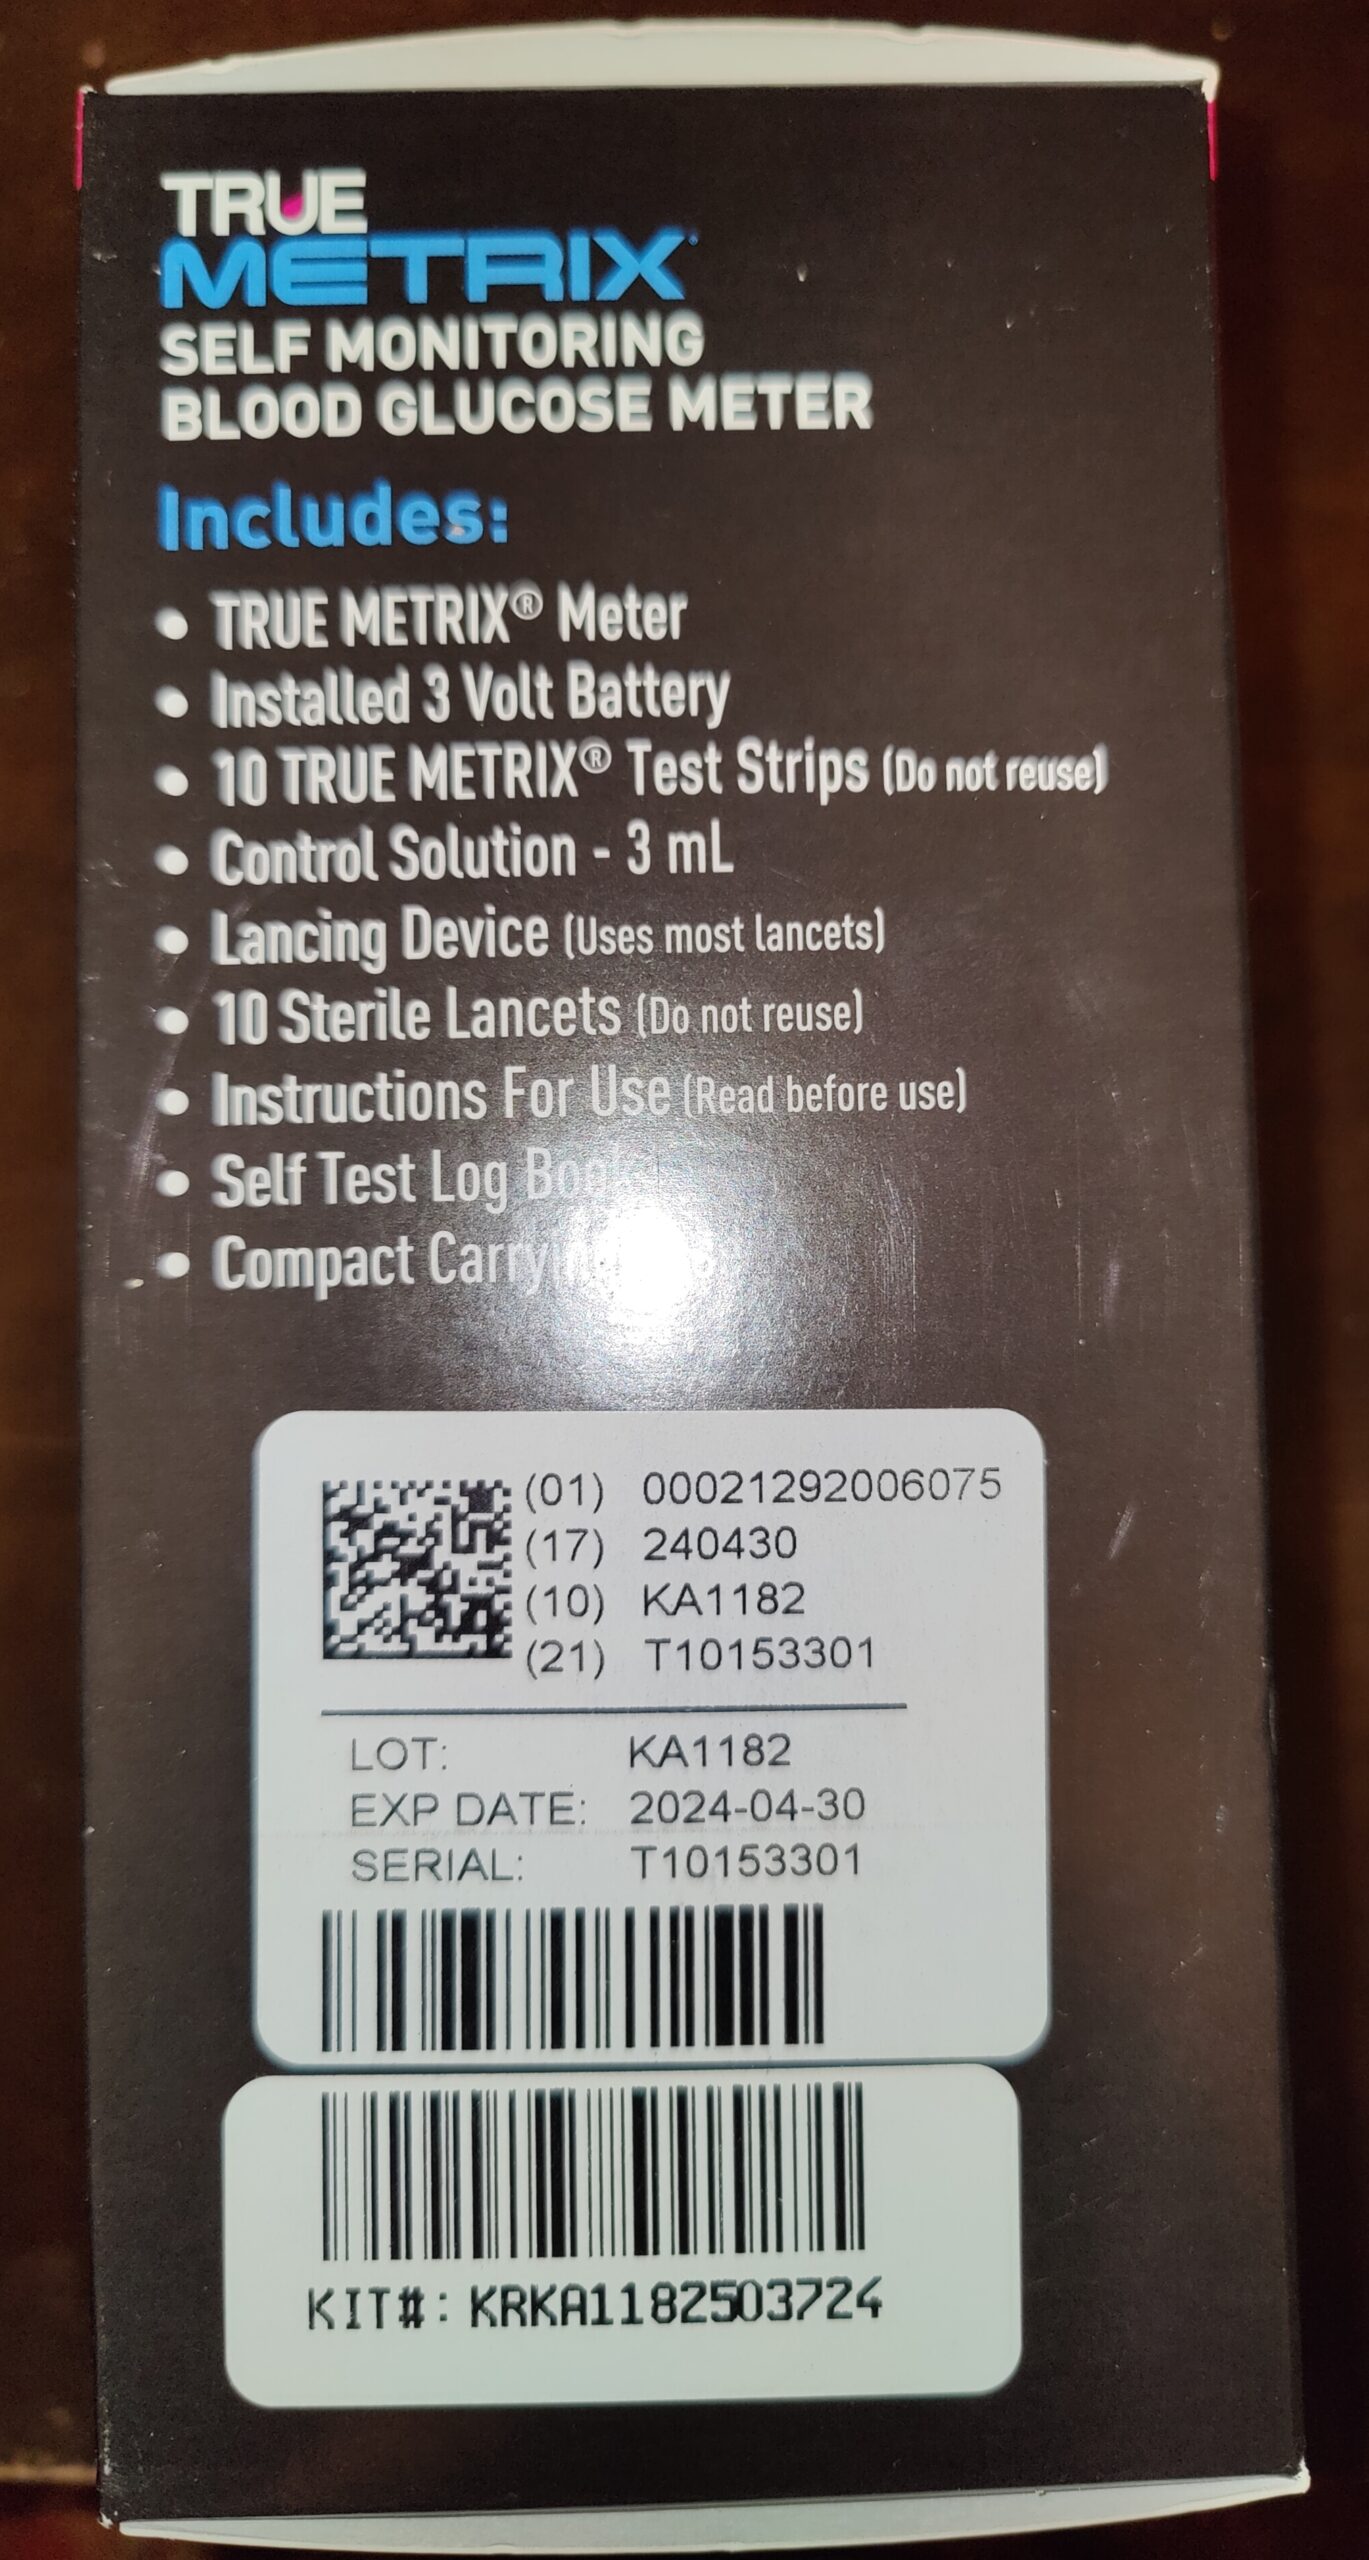 TRUE
METRIX
SELF MONITORING
BLOOD GLUCOSE METER
Includes:
• TRUE METRIX® Meter
• Installed 3 Volt Battery
• 10 TRUE METRIX® Test Strips (Do not reuse)
• Control Solution - 3 mL
• Lancing Device (Uses most lancets)
• 10 Sterile Lancets (Do not reuse)
• Instructions For Use (Read before use)
• Self Test Log Book
• Compact Carrying
(01) 00021292006075
(17) 240430
(10) KA1182
(21) T10153301
LOT: KA1182
EXP DATE: 2024-04-30
SERIAL: T10153301
KIT#: KRKA1182503724